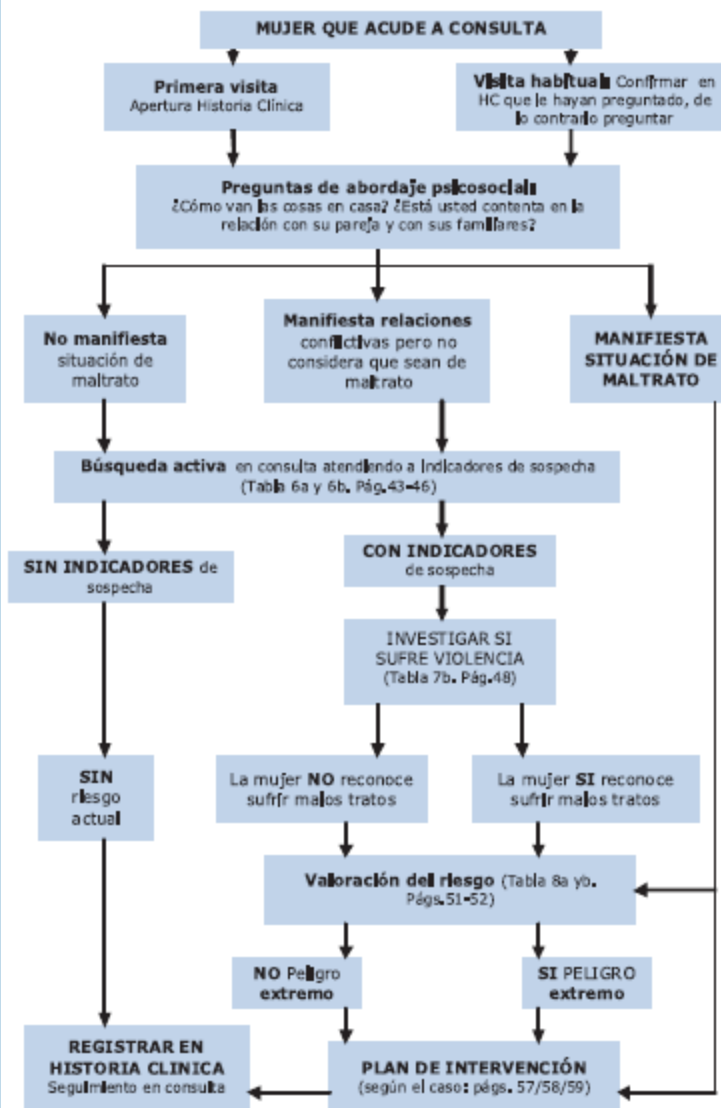 MUJER QUE ACUDE A CONSULTA
Primera visita
Apertura Historia Clínica
Visita habitual: Confirmar en
HC que le hayan preguntado, de
lo contrario preguntar
Preguntas de abordaje psicosocial:
¿Cómo van las cosas en casa? ¿Está usted contenta en la
relación con su pareja y con sus familiares?
No manifiesta
situación de
maltrato
Manifiesta relaciones
conflictivas pero no
considera que sean de
maltrato
MANIFIESTA
SITUACIÓN DE
MALTRATO
Búsqueda activa en consulta atendiendo a Indicadores de sospecha
(Tabla 6a y 6b. Pág.43-46)
SIN INDICADORES de
sospecha
CON INDICADORES
de sospecha
INVESTIGAR SI
SUFRE VIOLENCIA
(Tabla 7b. Pág.48)
SIN
riesgo
actual
La mujer NO reconoce
sufrir malos tratos
La mujer SI reconoce
sufrir malos tratos
Valoración del riesgo (Tabla 8a yb.
Págs.51-52)
NO Peligro
extremo
SI PELIGRO
extremo
REGISTRAR EN
HISTORIA CLINICA
Seguimiento en consulta
PLAN DE INTERVENCIÓN
(según el caso: págs. 57/58/59)